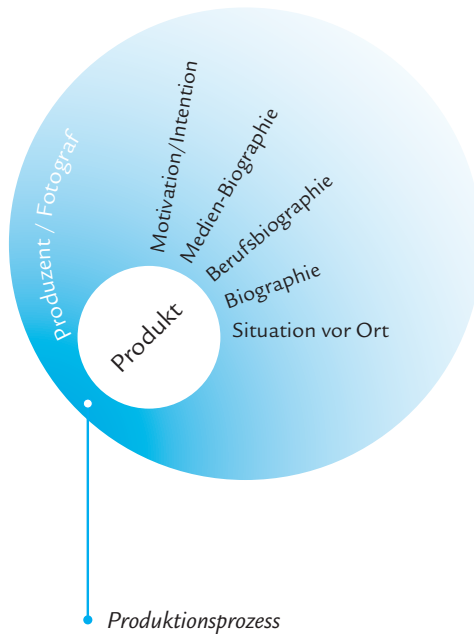 Produzent / Fotograf
Motivation/Intention
Medien-Biographie
Berufsbiographie
Biographie
Situation vor Ort
Produkt
Produktionsprozess